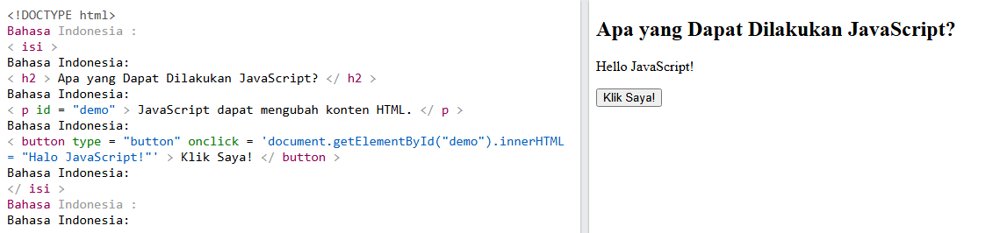 <!DOCTYPE html>
Bahasa Indonesia :
< isi >
Bahasa Indonesia:
< h2 > Apa yang Dapat Dilakukan JavaScript? </ h2 >
Bahasa Indonesia:
< p id = "demo" > JavaScript dapat mengubah konten HTML. </ p >
Bahasa Indonesia:
< button type = "button" onclick = 'document.getElementById("demo").innerHTML
= "Halo JavaScript!"' > Klik Saya! </ button >
Bahasa Indonesia:
</ isi >
Bahasa Indonesia :
Bahasa Indonesia:
Apa yang Dapat Dilakukan JavaScript?
Hello JavaScript!
Klik Saya!